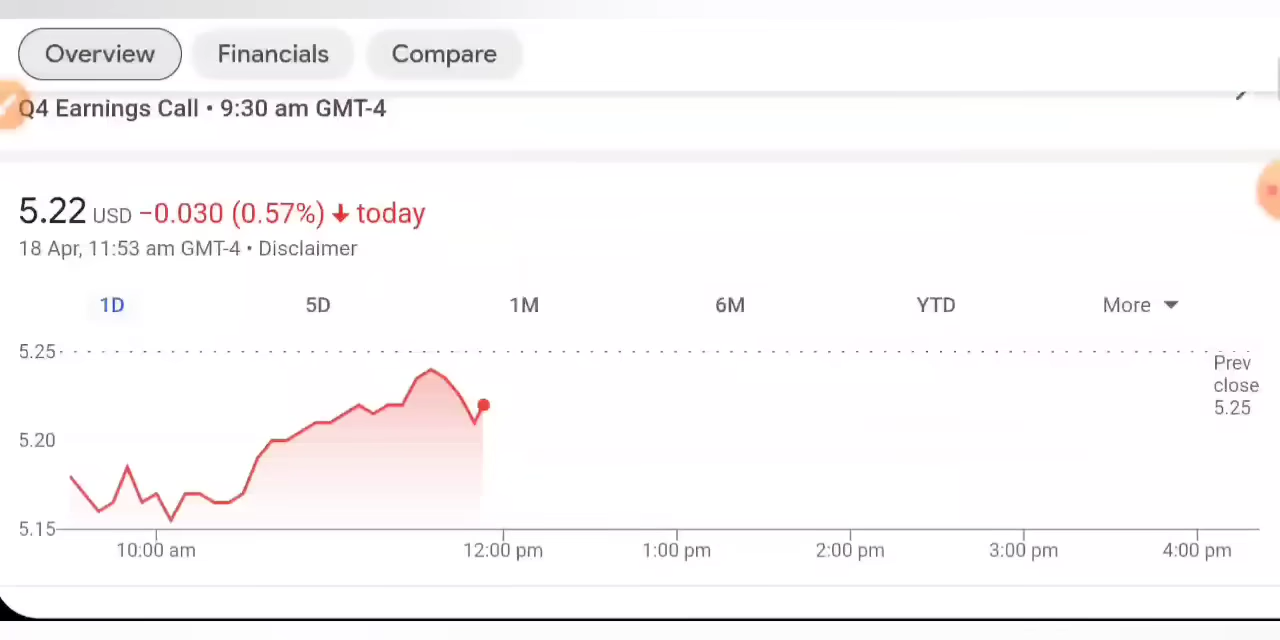 Overview Financials Compare
Q4 Earnings Call • 9:30 am GMT-4
5.22 USD −0.030 (0.57%) ↓ today
18 Apr, 11:53 am GMT-4 • Disclaimer
1D 5D 1M 6M YTD More
5.25
Prev
close
5.25
5.20
5.15
10:00 am 12:00 pm 1:00 pm 2:00 pm 3:00 pm 4:00 pm